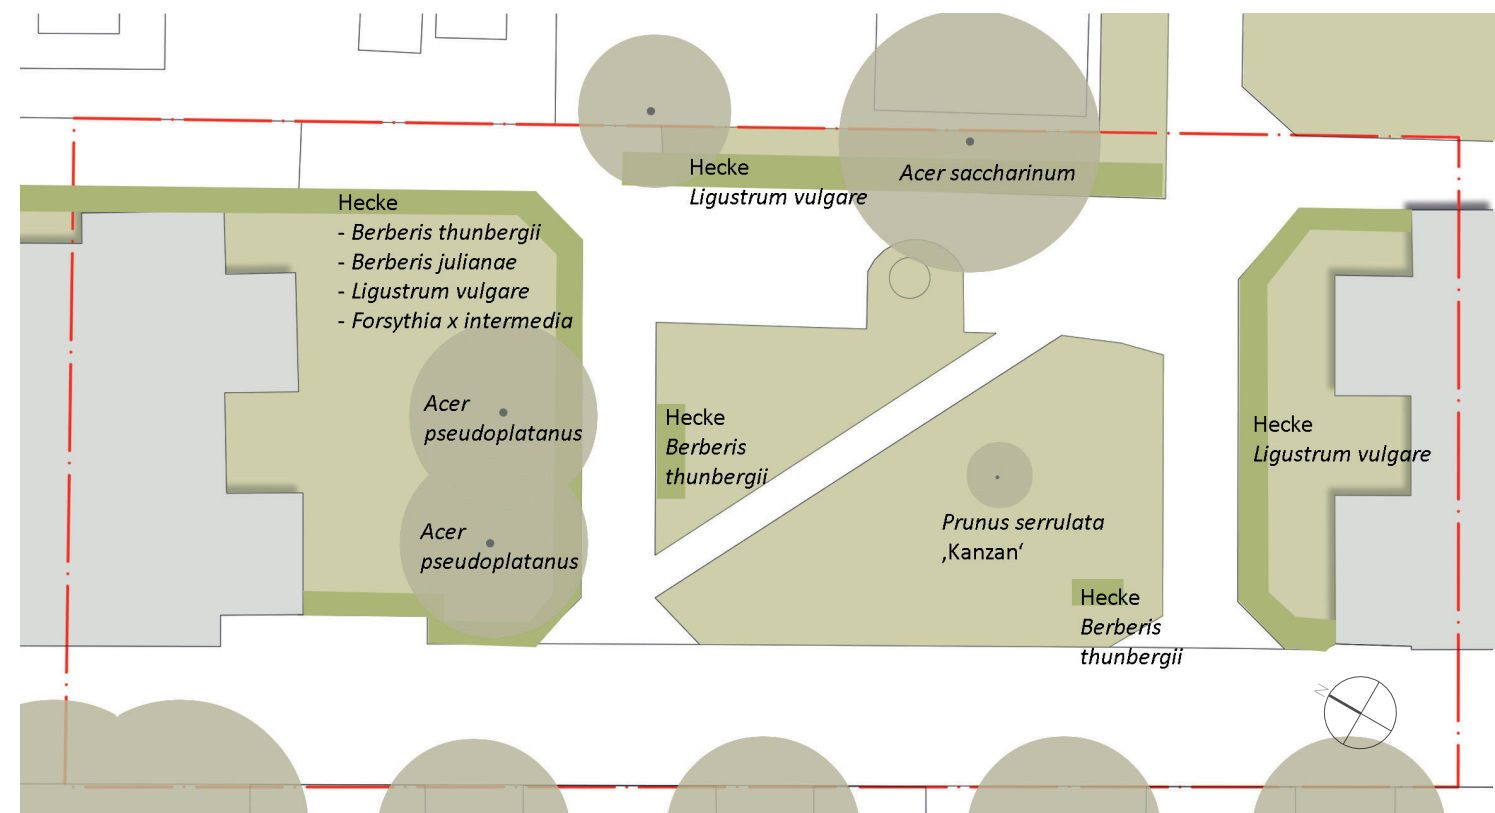 Hecke
Ligustrum vulgare
Acer saccharinum
Hecke
- Berberis thunbergii
- Berberis julianae
- Ligustrum vulgare
- Forsythia x intermedia
Acer
pseudoplatanus
Acer
pseudoplatanus
Hecke
Berberis
thunbergii
Prunus serrulata
‚Kanzan‘
Hecke
Berberis
thunbergii
Hecke
Ligustrum vulgare
N